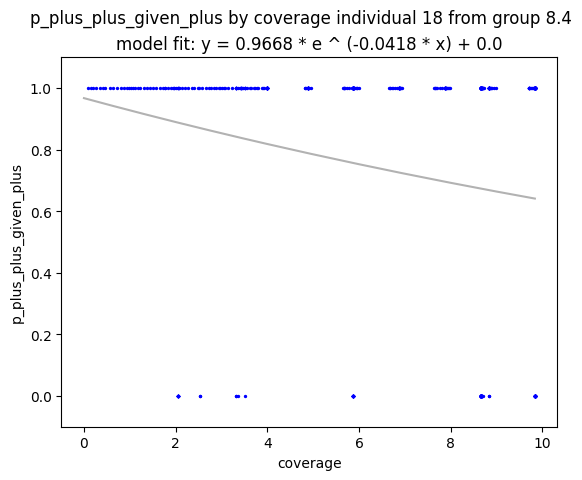 p_plus_plus_given_plus by coverage individual 18 from group 8.4
model fit: y = 0.9668 * e ^ (-0.0418 * x) + 0.0
p_plus_plus_given_plus
1.0
0.8
0.6
0.4
0.2
0.0
0 2 4 6 8 10
coverage